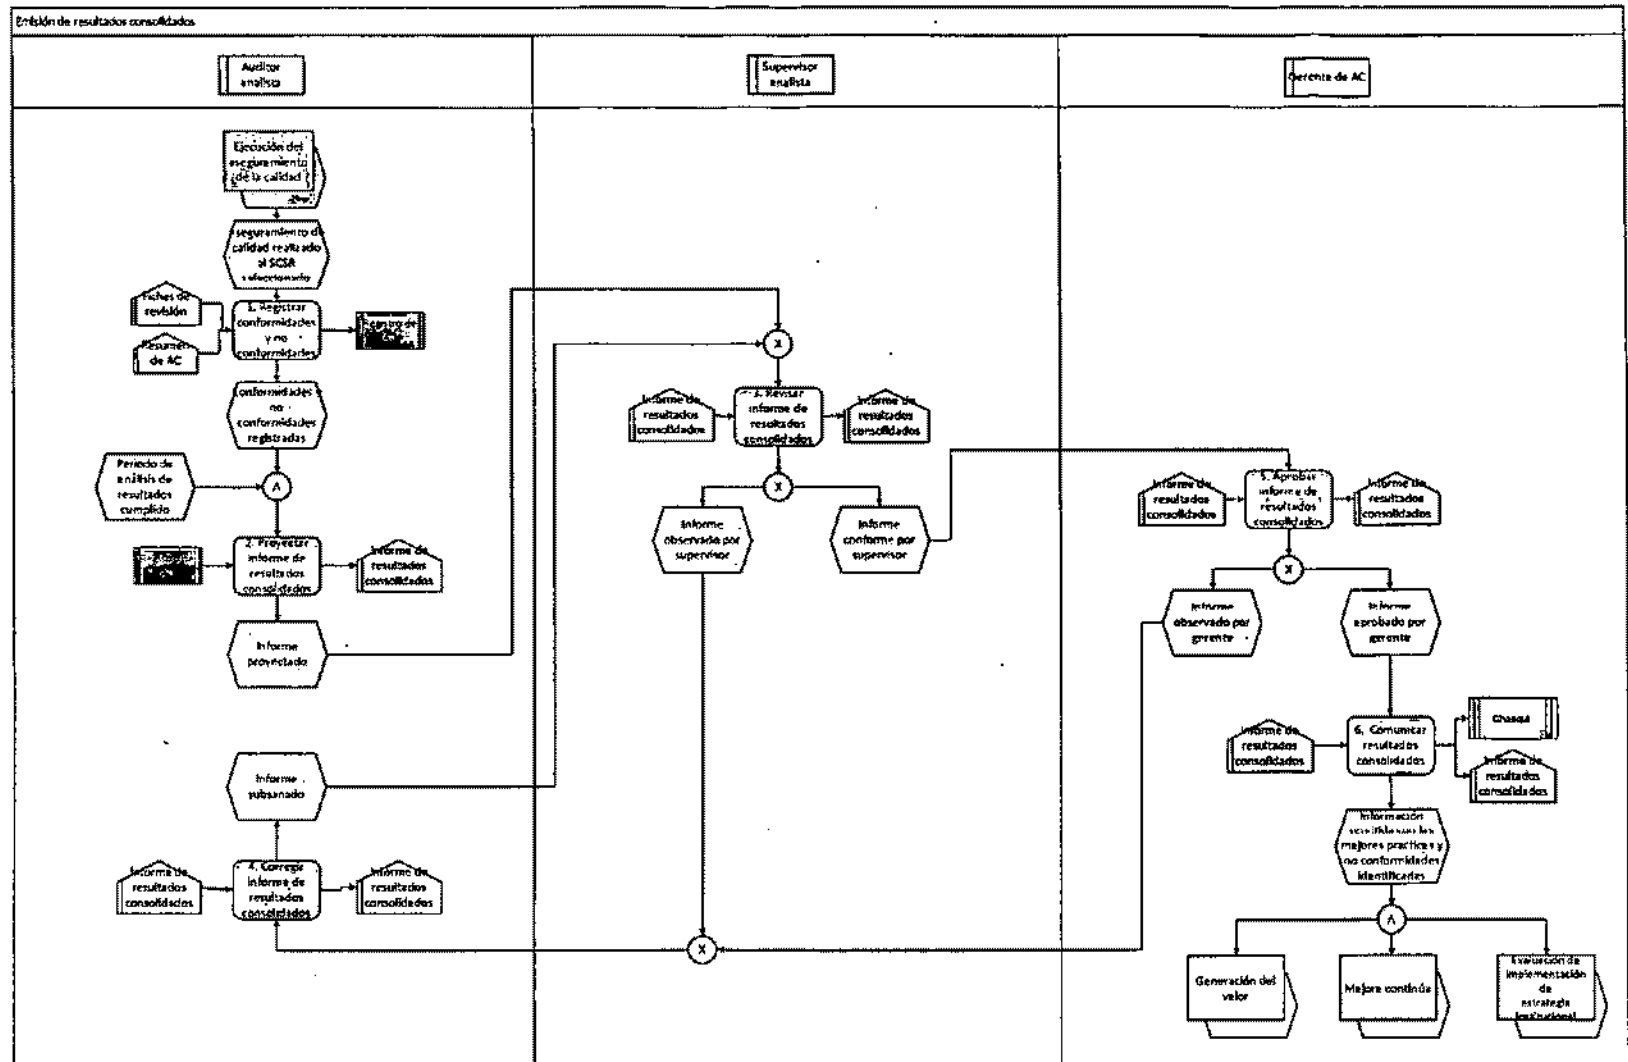 Emisión de resultados consolidados
Auditor
analista
Supervisor
analista
Gerente de AC
Ejecución del
aseguramiento
de la calidad
Aseguramiento de
calidad realizado
al SCSR
seleccionado
Fichas de
revisión
Resumen
de AC
1. Registrar
conformidades
y no
conformidades
Registro de
Conformidades y
no
conformidades
registradas
Periodo de
análisis de
resultados
cumplido
Λ
2. Proyectar
informe de
resultados
consolidados
Informe de
resultados
consolidados
Informe
proyectado
Informe
subsanado
Informe de
resultados
consolidados
4. Corregir
informe de
resultados
consolidados
Informe de
resultados
consolidados
X
Informe de
resultados
consolidados
3. Revisar
informe de
resultados
consolidados
Informe de
resultados
consolidados
X
Informe
observado por
supervisor
Informe
conforme por
supervisor
X
Informe de
resultados
consolidados
5. Aprobar
informe de
resultados
consolidados
Informe de
resultados
consolidados
X
Informe
observado por
gerente
Informe
aprobado por
gerente
Informe de
resultados
consolidados
6. Comunicar
resultados
consolidados
Chasqui
Informe de
resultados
consolidados
Información
mejores practicas y
no conformidades
identificadas
Λ
Generación del
valor
Mejora continúa
Evaluación de
implementación
de
estrategia
institucional